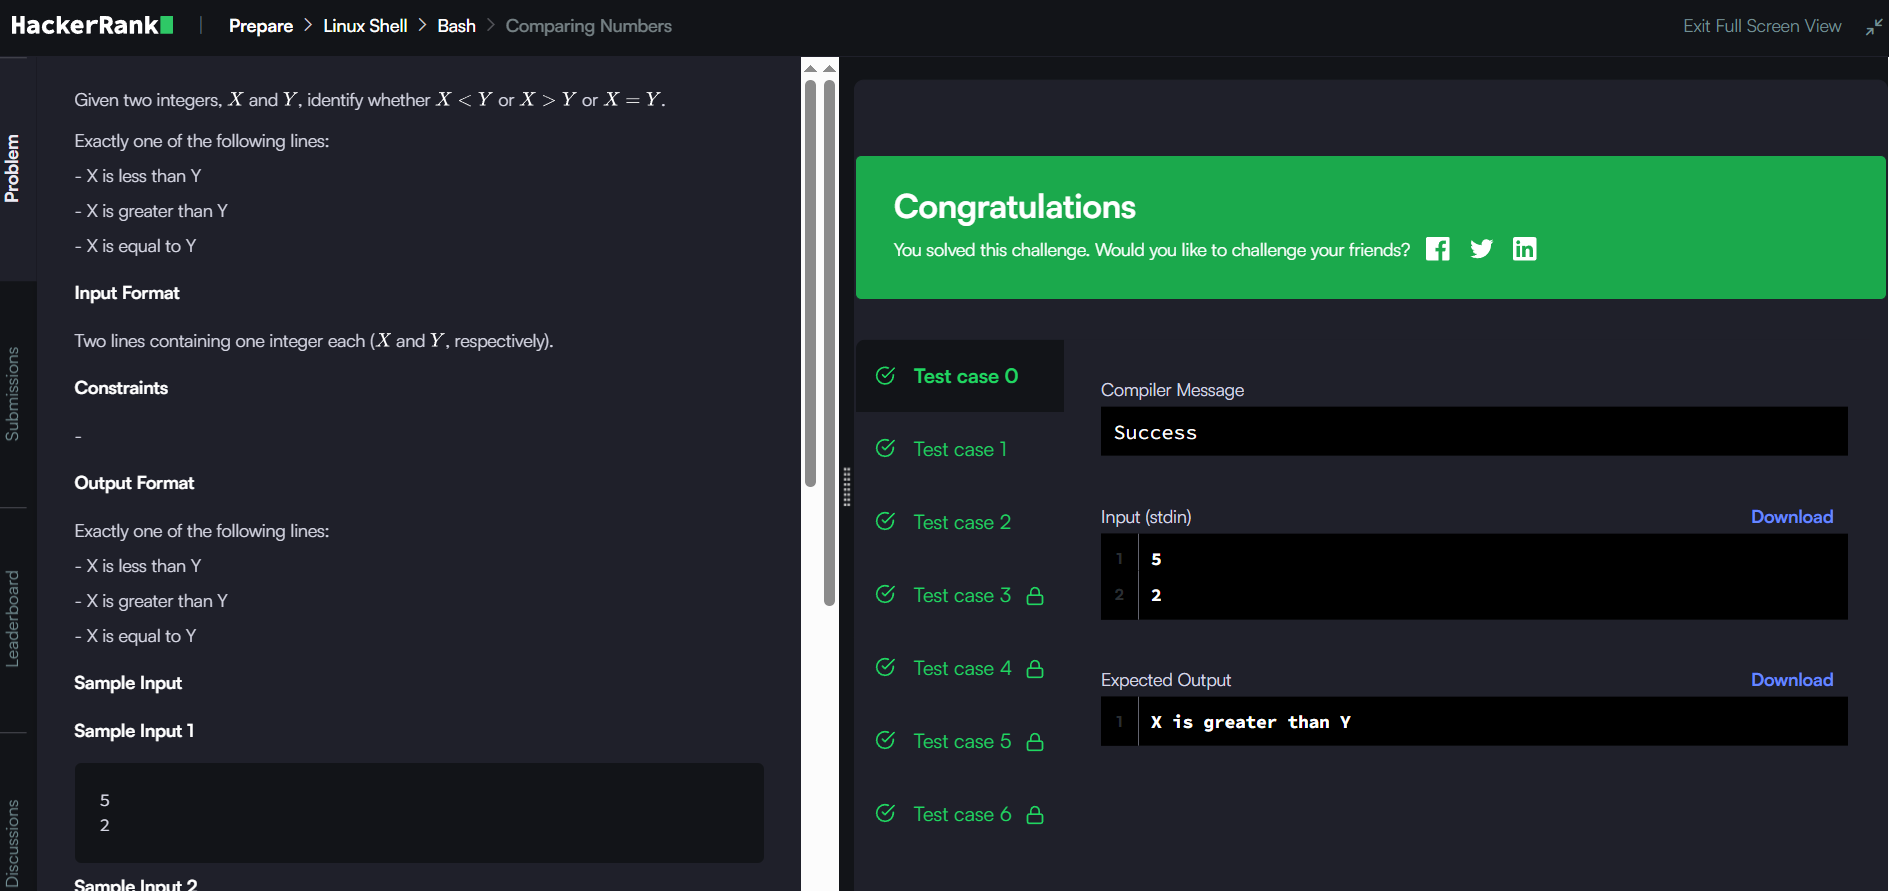 HackerRank
Prepare > Linux Shell > Bash > Comparing Numbers
Exit Full Screen View
Problem
Submissions
Leaderboard
Discussions
Given two integers, X and Y, identify whether X < Y or X > Y or X = Y.
Exactly one of the following lines:
- X is less than Y
- X is greater than Y
- X is equal to Y
Input Format
Two lines containing one integer each (X and Y, respectively).
Constraints
-
Output Format
Exactly one of the following lines:
- X is less than Y
- X is greater than Y
- X is equal to Y
Sample Input
Sample Input 1
5
2
Sample Input 2
Congratulations
You solved this challenge. Would you like to challenge your friends?
Test case 0
Test case 1
Test case 2
Test case 3
Test case 4
Test case 5
Test case 6
Compiler Message
Success
Input (stdin)
Download
1 5
2 2
Expected Output
Download
1 X is greater than Y